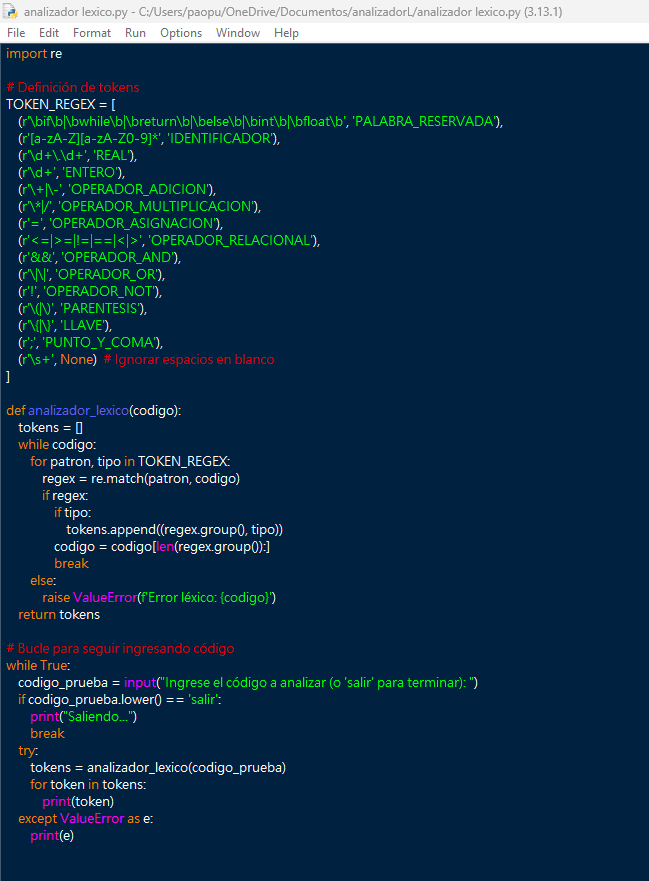 analizador lexico.py - C:/Users/paopu/OneDrive/Documentos/analizadorL/analizador lexico.py (3.13.1)
File Edit Format Run Options Window Help
import re

# Definición de tokens
TOKEN_REGEX = [
    (r'\bif\b|\bwhile\b|\breturn\b|\belse\b|\bint\b|\bfloat\b', 'PALABRA_RESERVADA'),
    (r'[a-zA-Z][a-zA-Z0-9]*', 'IDENTIFICADOR'),
    (r'\d+\.\d+', 'REAL'),
    (r'\d+', 'ENTERO'),
    (r'\+|\-', 'OPERADOR_ADICION'),
    (r'\*|/', 'OPERADOR_MULTIPLICACION'),
    (r'=', 'OPERADOR_ASIGNACION'),
    (r'<=|>=|!=|==|<|>', 'OPERADOR_RELACIONAL'),
    (r'&&', 'OPERADOR_AND'),
    (r'\|\|', 'OPERADOR_OR'),
    (r'!', 'OPERADOR_NOT'),
    (r'\(|\)', 'PARENTESIS'),
    (r'\{|\}', 'LLAVE'),
    (r';', 'PUNTO_Y_COMA'),
    (r'\s+', None)  # Ignorar espacios en blanco
]

def analizador_lexico(codigo):
    tokens = []
    while codigo:
        for patron, tipo in TOKEN_REGEX:
            regex = re.match(patron, codigo)
            if regex:
                if tipo:
                    tokens.append((regex.group(), tipo))
                codigo = codigo[len(regex.group()):]
                break
        else:
            raise ValueError(f'Error léxico: {codigo}')
    return tokens

# Bucle para seguir ingresando código
while True:
    codigo_prueba = input("Ingrese el código a analizar (o 'salir' para terminar): ")
    if codigo_prueba.lower() == 'salir':
        print("Saliendo...")
        break
    try:
        tokens = analizador_lexico(codigo_prueba)
        for token in tokens:
            print(token)
    except ValueError as e:
        print(e)